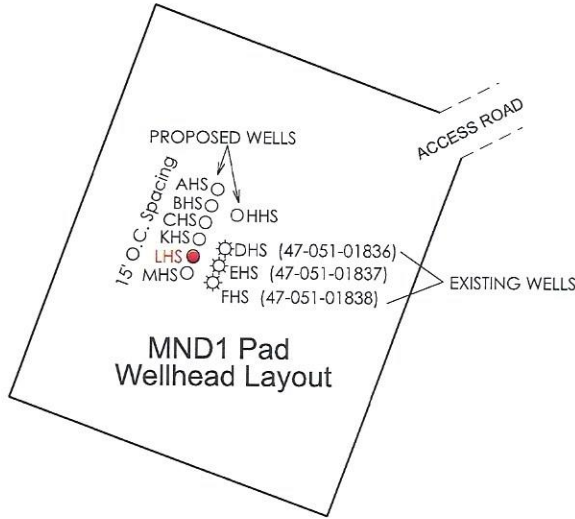 ACCESS ROAD
PROPOSED WELLS
15' O.C. Spacing
AHS
BHS
CHS
KHS
LHS
MHS
HHS
DHS (47-051-01836)
EHS (47-051-01837)
FHS (47-051-01838)
EXISTING WELLS
MND1 Pad
Wellhead Layout